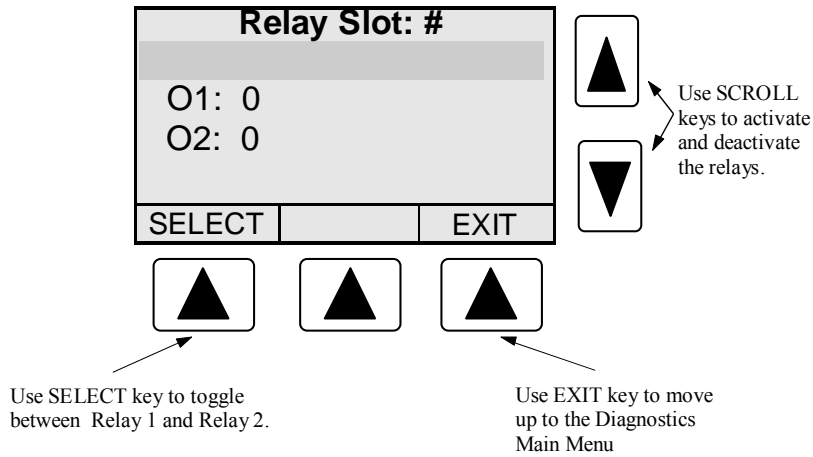 Relay Slot: #
O1: 0
O2: 0
SELECT
EXIT
Use SCROLL
keys to activate
and deactivate
the relays.
Use SELECT key to toggle
between Relay 1 and Relay 2.
Use EXIT key to move
up to the Diagnostics
Main Menu